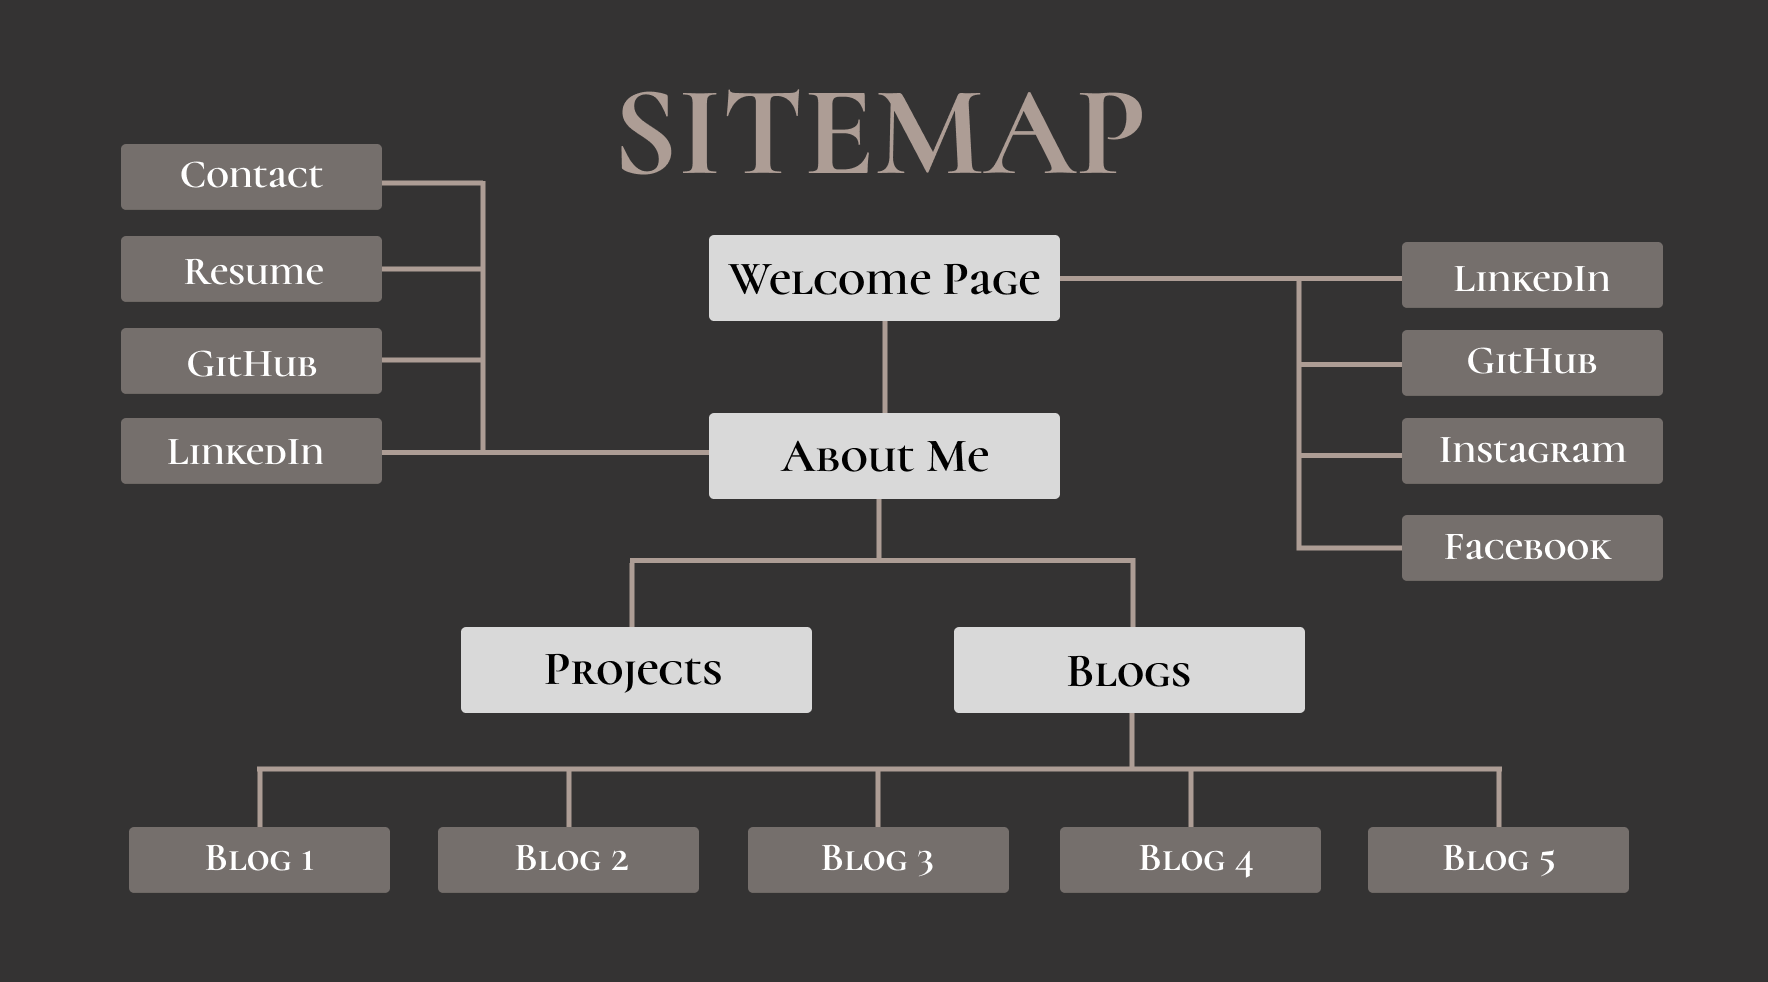 SITEMAP
Contact
Resume
GitHub
LinkedIn
Welcome Page
About Me
LinkedIn
GitHub
Instagram
Facebook
Projects
Blogs
Blog 1
Blog 2
Blog 3
Blog 4
Blog 5